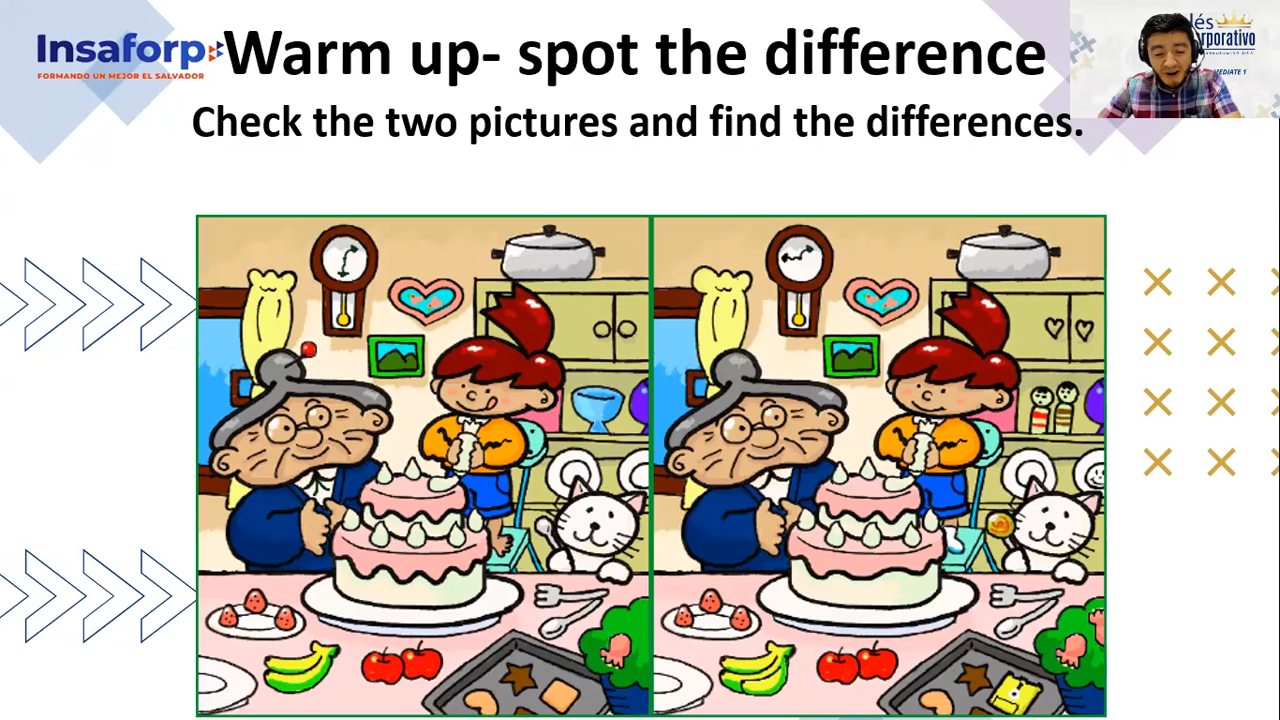 Insaforp
FORMANDO UN MEJOR EL SALVADOR
Warm up- spot the difference
Check the two pictures and find the differences.